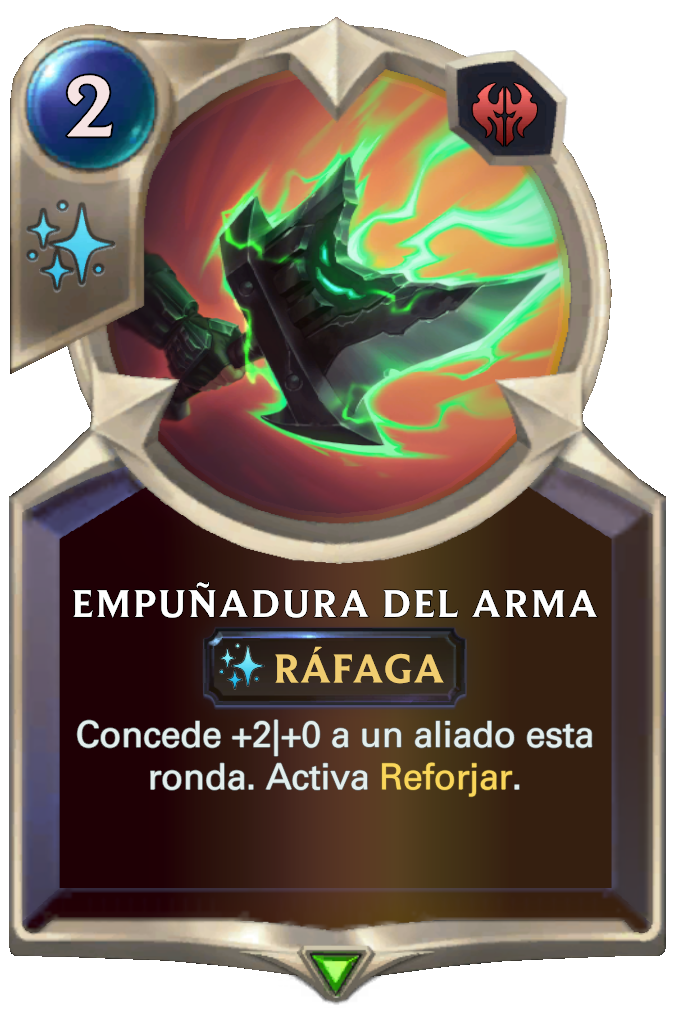 2
EMPUÑADURA DEL ARMA
RÁFAGA
Concede +2|+0 a un aliado esta
ronda. Activa Reforjar.